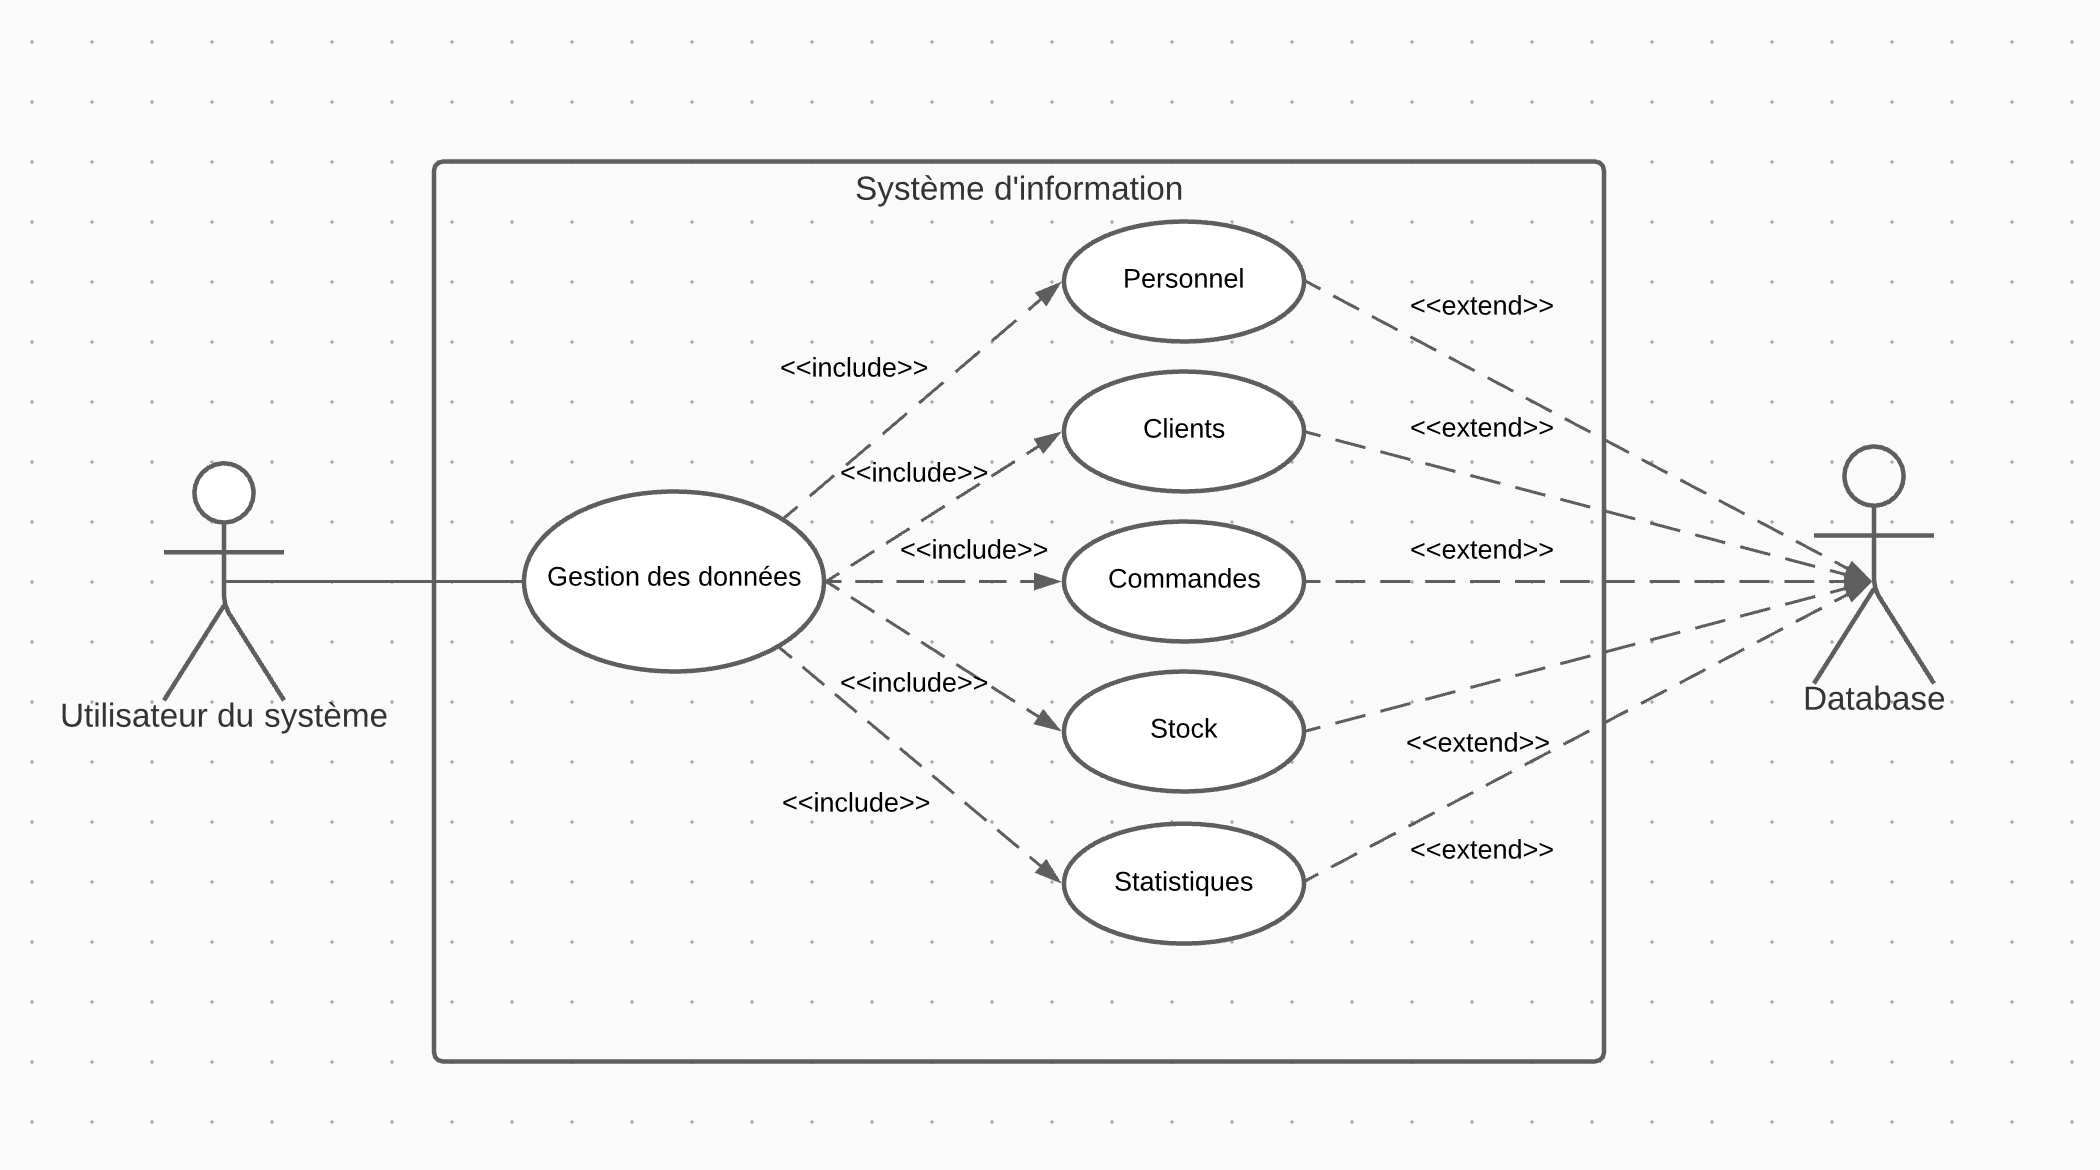 Système d'information
Personnel
<<extend>>
<<include>>
Clients
<<extend>>
<<include>>
<<include>>
Commandes
<<extend>>
Gestion des données
Utilisateur du système
<<include>>
Stock
<<extend>>
Database
<<include>>
Statistiques
<<extend>>